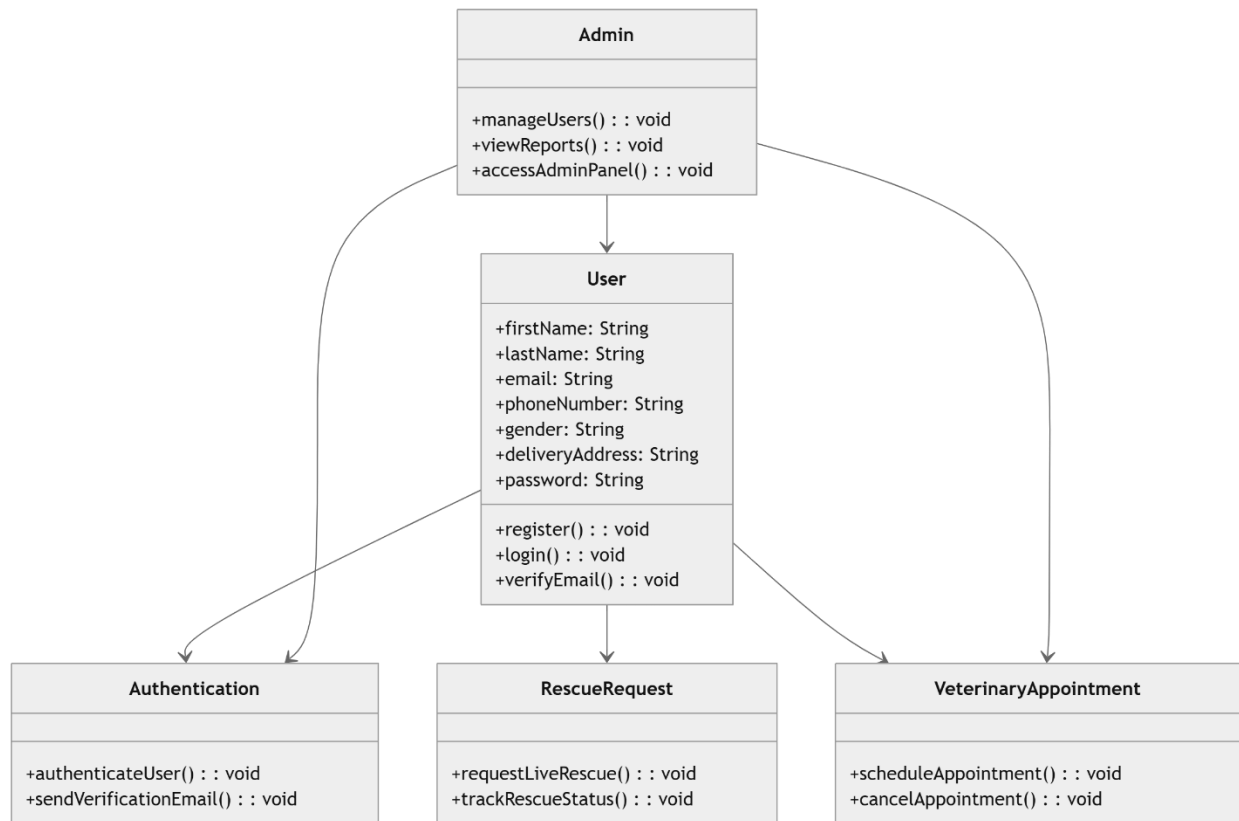 Admin
+manageUsers() : : void
+viewReports() : : void
+accessAdminPanel() : : void
User
+firstName: String
+lastName: String
+email: String
+phoneNumber: String
+gender: String
+deliveryAddress: String
+password: String
+register() : : void
+login() : : void
+verifyEmail() : : void
Authentication
+authenticateUser() : : void
+sendVerificationEmail() : : void
RescueRequest
+requestLiveRescue() : : void
+trackRescueStatus() : : void
VeterinaryAppointment
+scheduleAppointment() : : void
+cancelAppointment() : : void